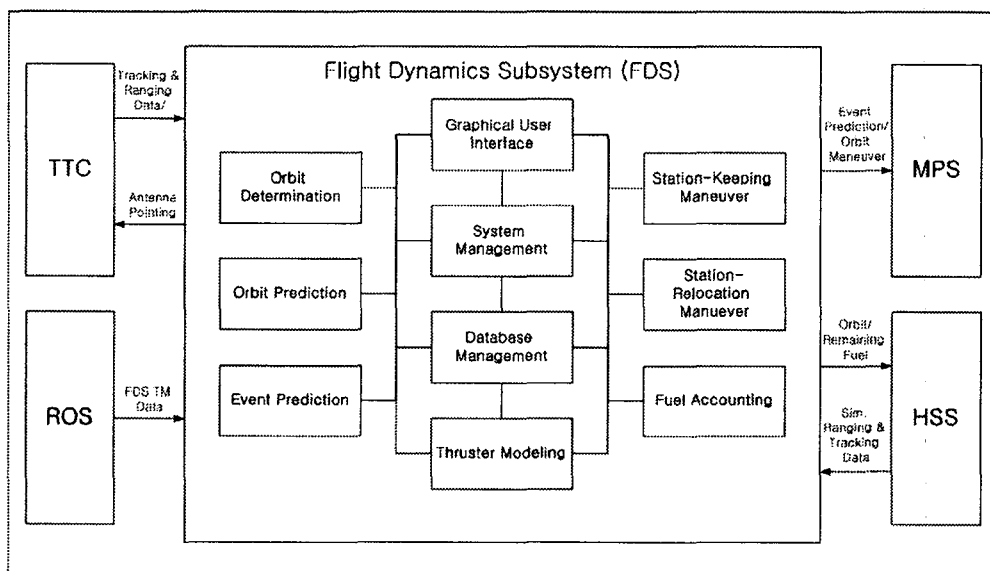 Flight Dynamics Subsystem (FDS)
TTC
Tracking &
Ranging
Data/
Antenna
Pointing
ROS
FDS TM
Data
Orbit
Determination
Orbit Prediction
Event Prediction
Graphical User
Interface
System
Management
Database
Management
Thruster Modeling
Station-Keeping
Maneuver
Station-
Relocation
Manuever
Fuel Accounting
Event
Prediction/
Orbit
Maneuver
MPS
Orbit/
Remaining
Fuel
Sim.
Ranging &
Tracking
Data
HSS